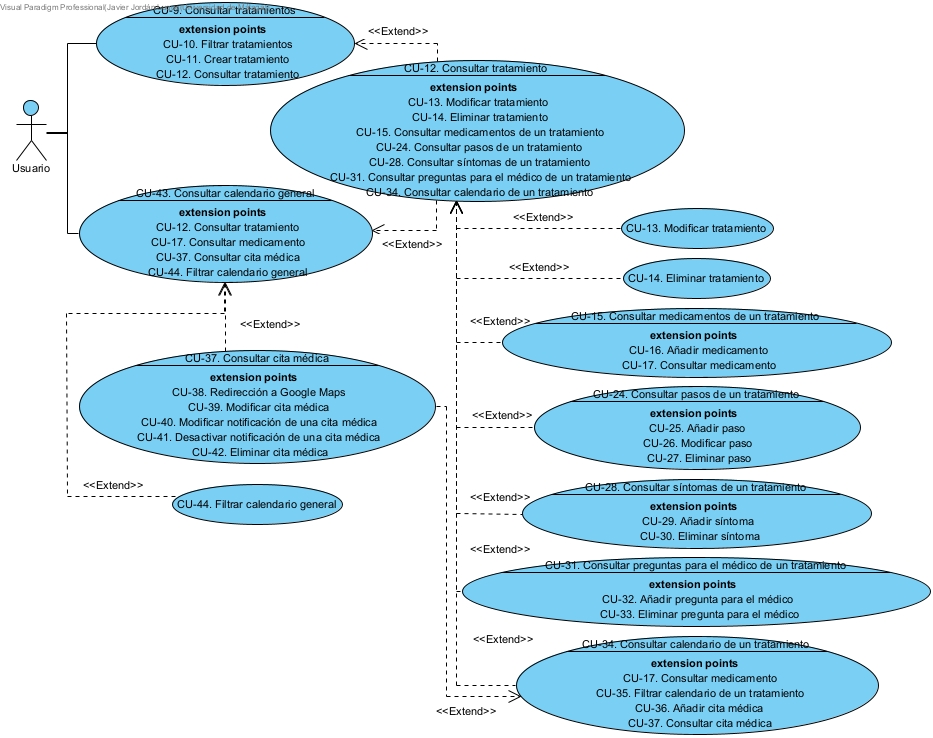 Visual Paradigm Professional(Javier Jordán
CU-9. Consultar tratamientos
extension points
CU-10. Filtrar tratamientos
CU-11. Crear tratamiento
CU-12. Consultar tratamiento
<<Extend>>
CU-12. Consultar tratamiento
extension points
CU-13. Modificar tratamiento
CU-14. Eliminar tratamiento
CU-15. Consultar medicamentos de un tratamiento
CU-24. Consultar pasos de un tratamiento
CU-28. Consultar síntomas de un tratamiento
CU-31. Consultar preguntas para el médico de un tratamiento
CU-34. Consultar calendario de un tratamiento
Usuario
CU-43. Consultar calendario general
extension points
CU-12. Consultar tratamiento
CU-17. Consultar medicamento
CU-37. Consultar cita médica
CU-44. Filtrar calendario general
<<Extend>>
<<Extend>>
CU-13. Modificar tratamiento
<<Extend>>
CU-14. Eliminar tratamiento
<<Extend>>
<<Extend>>
CU-15. Consultar medicamentos de un tratamiento
extension points
CU-16. Añadir medicamento
CU-17. Consultar medicamento
CU-37. Consultar cita médica
extension points
CU-38. Redirección a Google Maps
CU-39. Modificar cita médica
CU-40. Modificar notificación de una cita médica
CU-41. Desactivar notificación de una cita médica
CU-42. Eliminar cita médica
<<Extend>>
CU-24. Consultar pasos de un tratamiento
extension points
CU-25. Añadir paso
CU-26. Modificar paso
CU-27. Eliminar paso
<<Extend>>
CU-44. Filtrar calendario general
<<Extend>>
CU-28. Consultar síntomas de un tratamiento
extension points
CU-29. Añadir síntoma
CU-30. Eliminar síntoma
<<Extend>>
CU-31. Consultar preguntas para el médico de un tratamiento
extension points
CU-32. Añadir pregunta para el médico
CU-33. Eliminar pregunta para el médico
<<Extend>>
CU-34. Consultar calendario de un tratamiento
extension points
CU-17. Consultar medicamento
CU-35. Filtrar calendario de un tratamiento
CU-36. Añadir cita médica
CU-37. Consultar cita médica
<<Extend>>